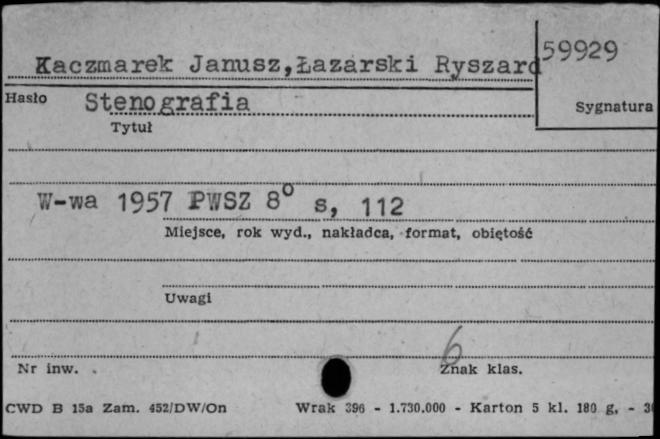 Kaczmarek Janusz,Łazarski Ryszard
59929
Hasło Stenografia
Sygnatura
Tytuł
W-wa 1957 PWSZ 8° s, 112
Miejsce, rok wyd., nakładca, format, obiętość
Uwagi
6
Nr inw.
Znak klas.
CWD B 15a Zam. 452/DW/On Wrak 396 - 1.730.000 - Karton 5 kl. 180 g. -